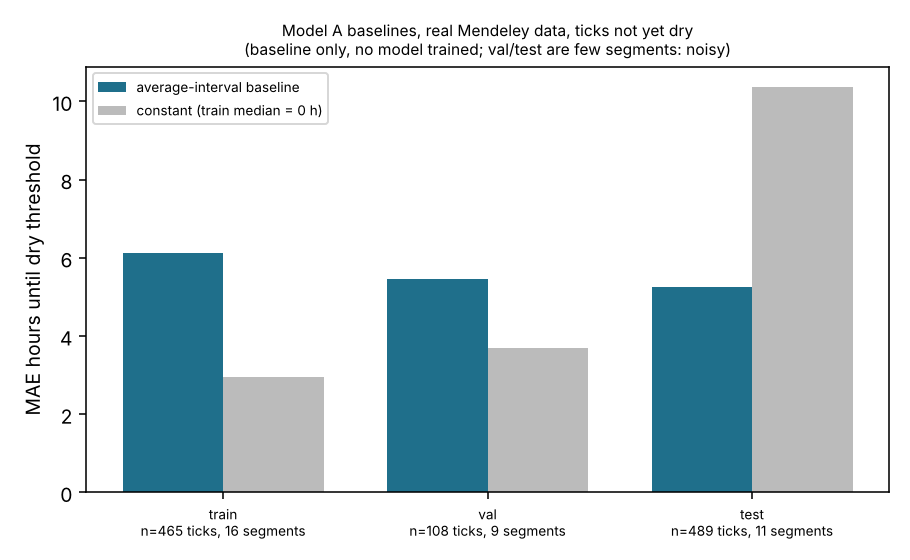 Model A baselines, real Mendeley data, ticks not yet dry
(baseline only, no model trained; val/test are few segments: noisy)
average-interval baseline
constant (train median = 0 h)
MAE hours until dry threshold
10
8
6
4
2
0
train
n=465 ticks, 16 segments
val
n=108 ticks, 9 segments
test
n=489 ticks, 11 segments